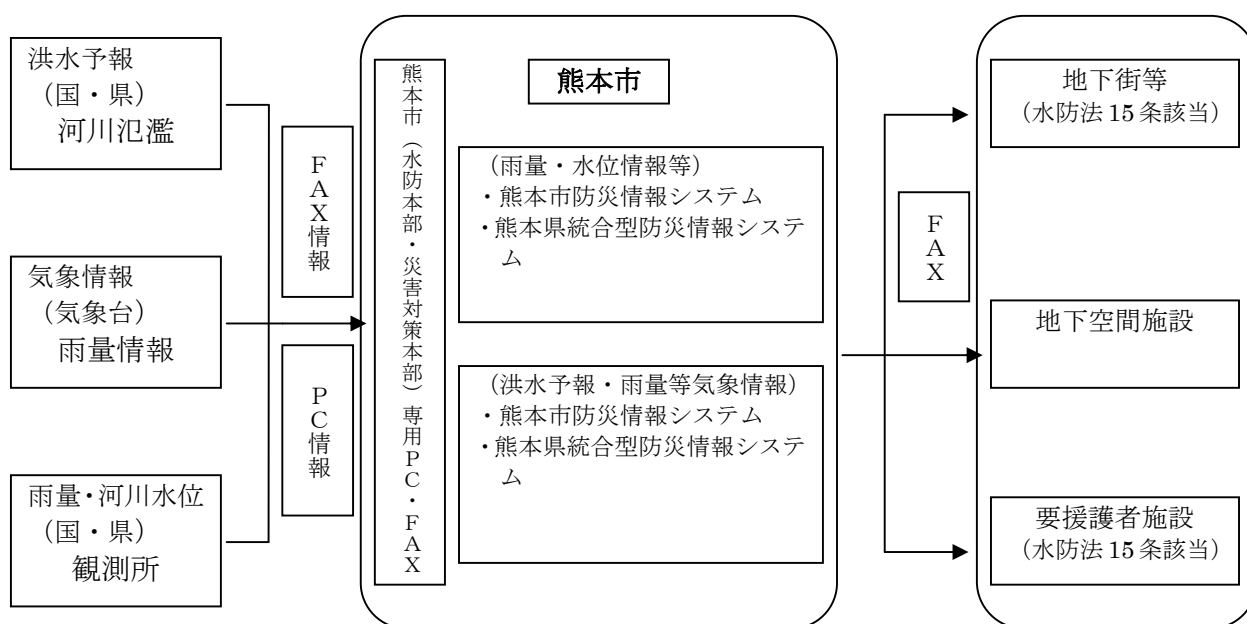 洪水予報
（国・県）
河川氾濫
気象情報
（気象台）
雨量情報
雨量・河川水位
（国・県）
観測所
ＦＡＸ情報
ＰＣ情報
熊本市（水防本部・災害対策本部）専用ＰＣ・ＦＡＸ
熊本市
（雨量・水位情報等）
・熊本市防災情報システム
・熊本県統合型防災情報システ
ム
（洪水予報・雨量等気象情報）
・熊本市防災情報システム
・熊本県統合型防災情報システ
ム
ＦＡＸ
地下街等
（水防法 15 条該当）
地下空間施設
要援護者施設
（水防法 15 条該当）